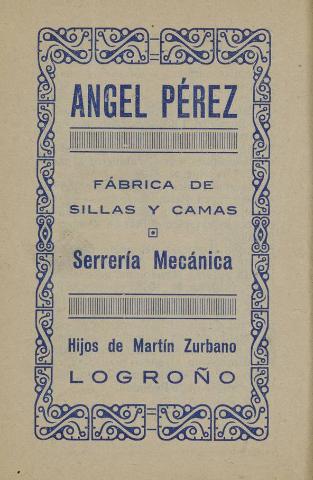 ANGEL PÉREZ
FÁBRICA DE
SILLAS Y CAMAS
Serrería Mecánica
Hijos de Martín Zurbano
LOGROÑO